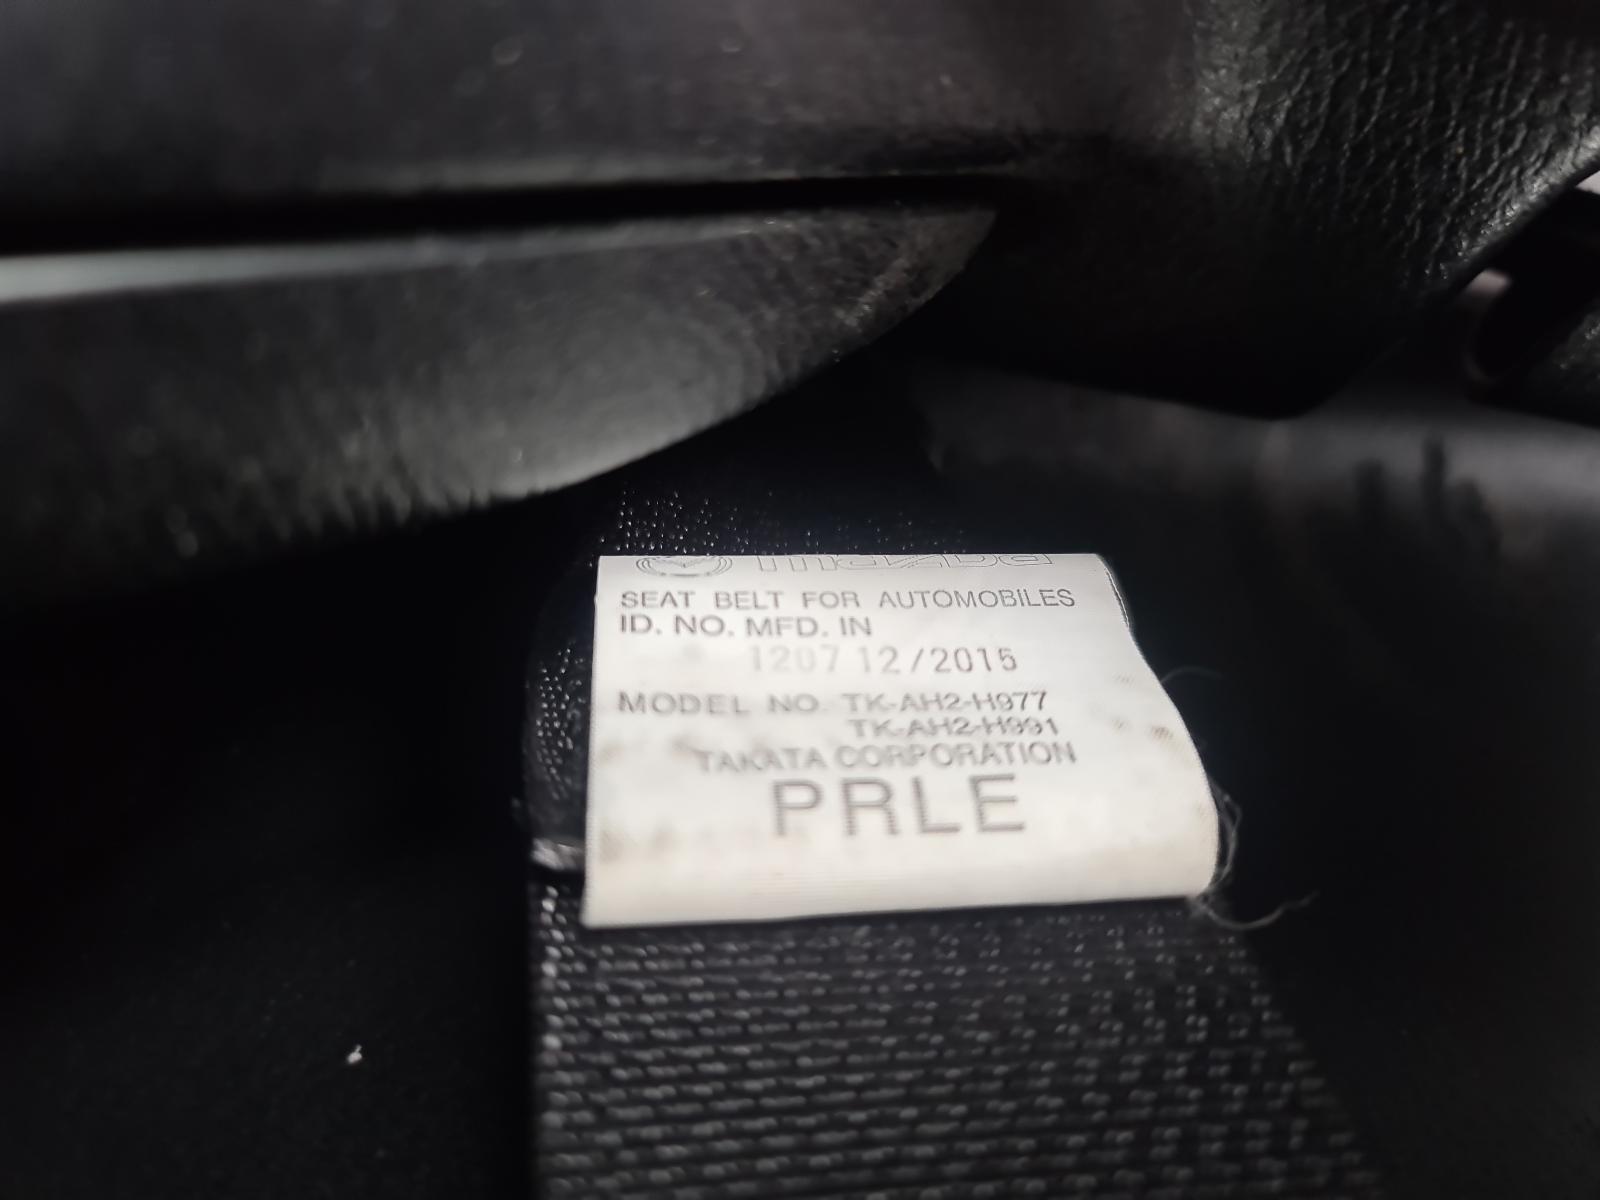 mazda
SEAT BELT FOR AUTOMOBILES
ID. NO. MFD. IN
1207 12/2015
MODEL NO. TK-AH2-H977
TK-AH2-H991
TAKATA CORPORATION
PRLE